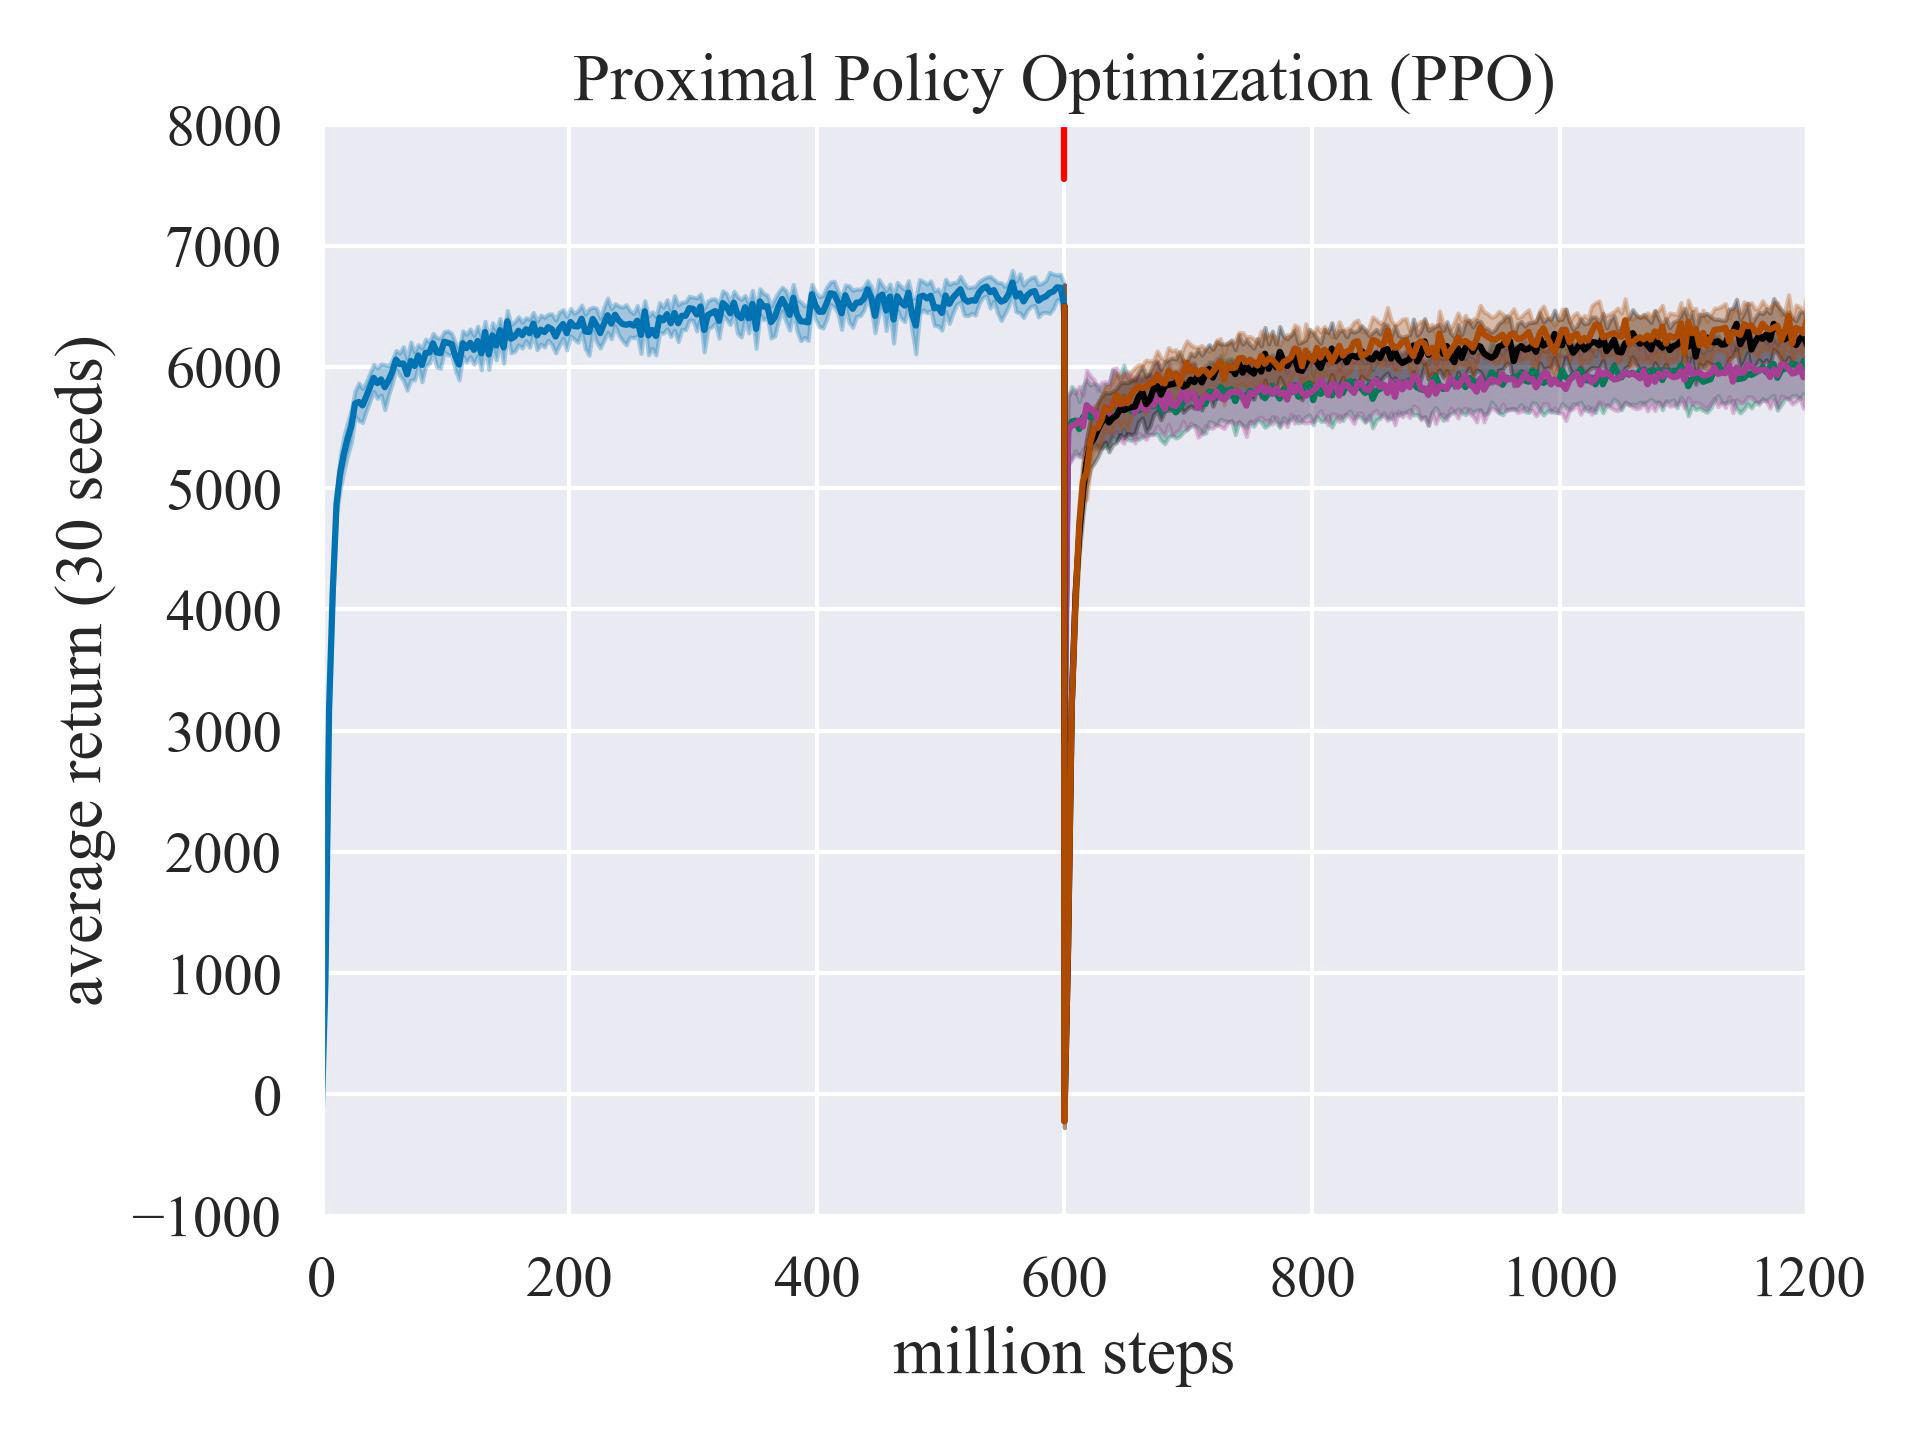 Proximal Policy Optimization (PPO)
8000
7000
6000
5000
4000
3000
2000
1000
0
−1000
average return (30 seeds)
0 200 400 600 800 1000 1200
million steps